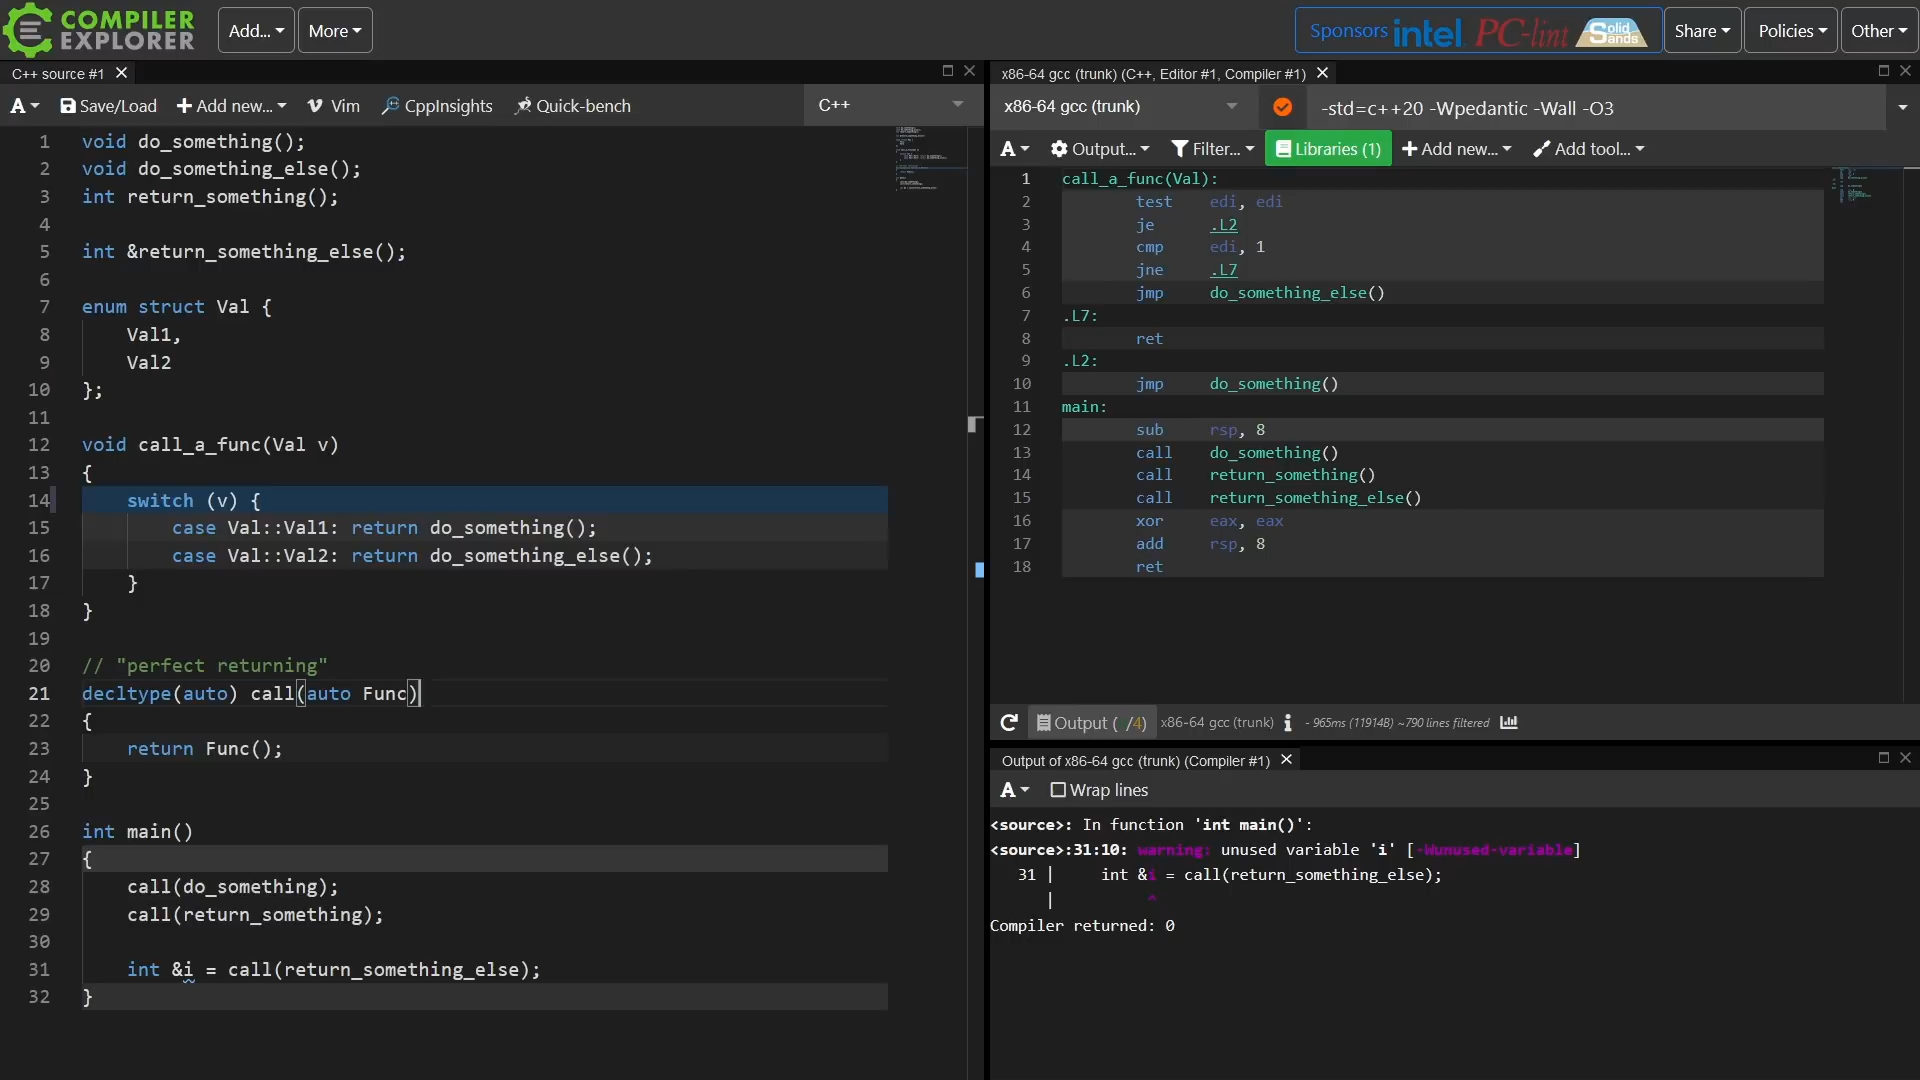 COMPILER EXPLORER
Add...
More
Sponsors intel. PC-lint Solid Sands
Share
Policies
Other
C++ source #1
A
Save/Load
Add new...
Vim
CppInsights
Quick-bench
C++
1 void do_something();
2 void do_something_else();
3 int return_something();
4
5 int &return_something_else();
6
7 enum struct Val {
8 Val1,
9 Val2
10 };
11
12 void call_a_func(Val v)
13 {
14 switch (v) {
15 case Val::Val1: return do_something();
16 case Val::Val2: return do_something_else();
17 }
18 }
19
20 // "perfect returning"
21 decltype(auto) call(auto Func)
22 {
23 return Func();
24 }
25
26 int main()
27 {
28 call(do_something);
29 call(return_something);
30
31 int &i = call(return_something_else);
32 }
x86-64 gcc (trunk) (C++, Editor #1, Compiler #1)
x86-64 gcc (trunk)
-std=c++20 -Wpedantic -Wall -O3
A
Output...
Filter...
Libraries (1)
Add new...
Add tool...
1 call_a_func(Val):
2 test edi, edi
3 je .L2
4 cmp edi, 1
5 jne .L7
6 jmp do_something_else()
7 .L7:
8 ret
9 .L2:
10 jmp do_something()
11 main:
12 sub rsp, 8
13 call do_something()
14 call return_something()
15 call return_something_else()
16 xor eax, eax
17 add rsp, 8
18 ret
Output ( /4) x86-64 gcc (trunk) i - 965ms (11914B) ~790 lines filtered
Output of x86-64 gcc (trunk) (Compiler #1)
A
Wrap lines
<source>: In function 'int main()':
<source>:31:10: warning: unused variable 'i' [-Wunused-variable]
31 | int &i = call(return_something_else);
| ^
Compiler returned: 0